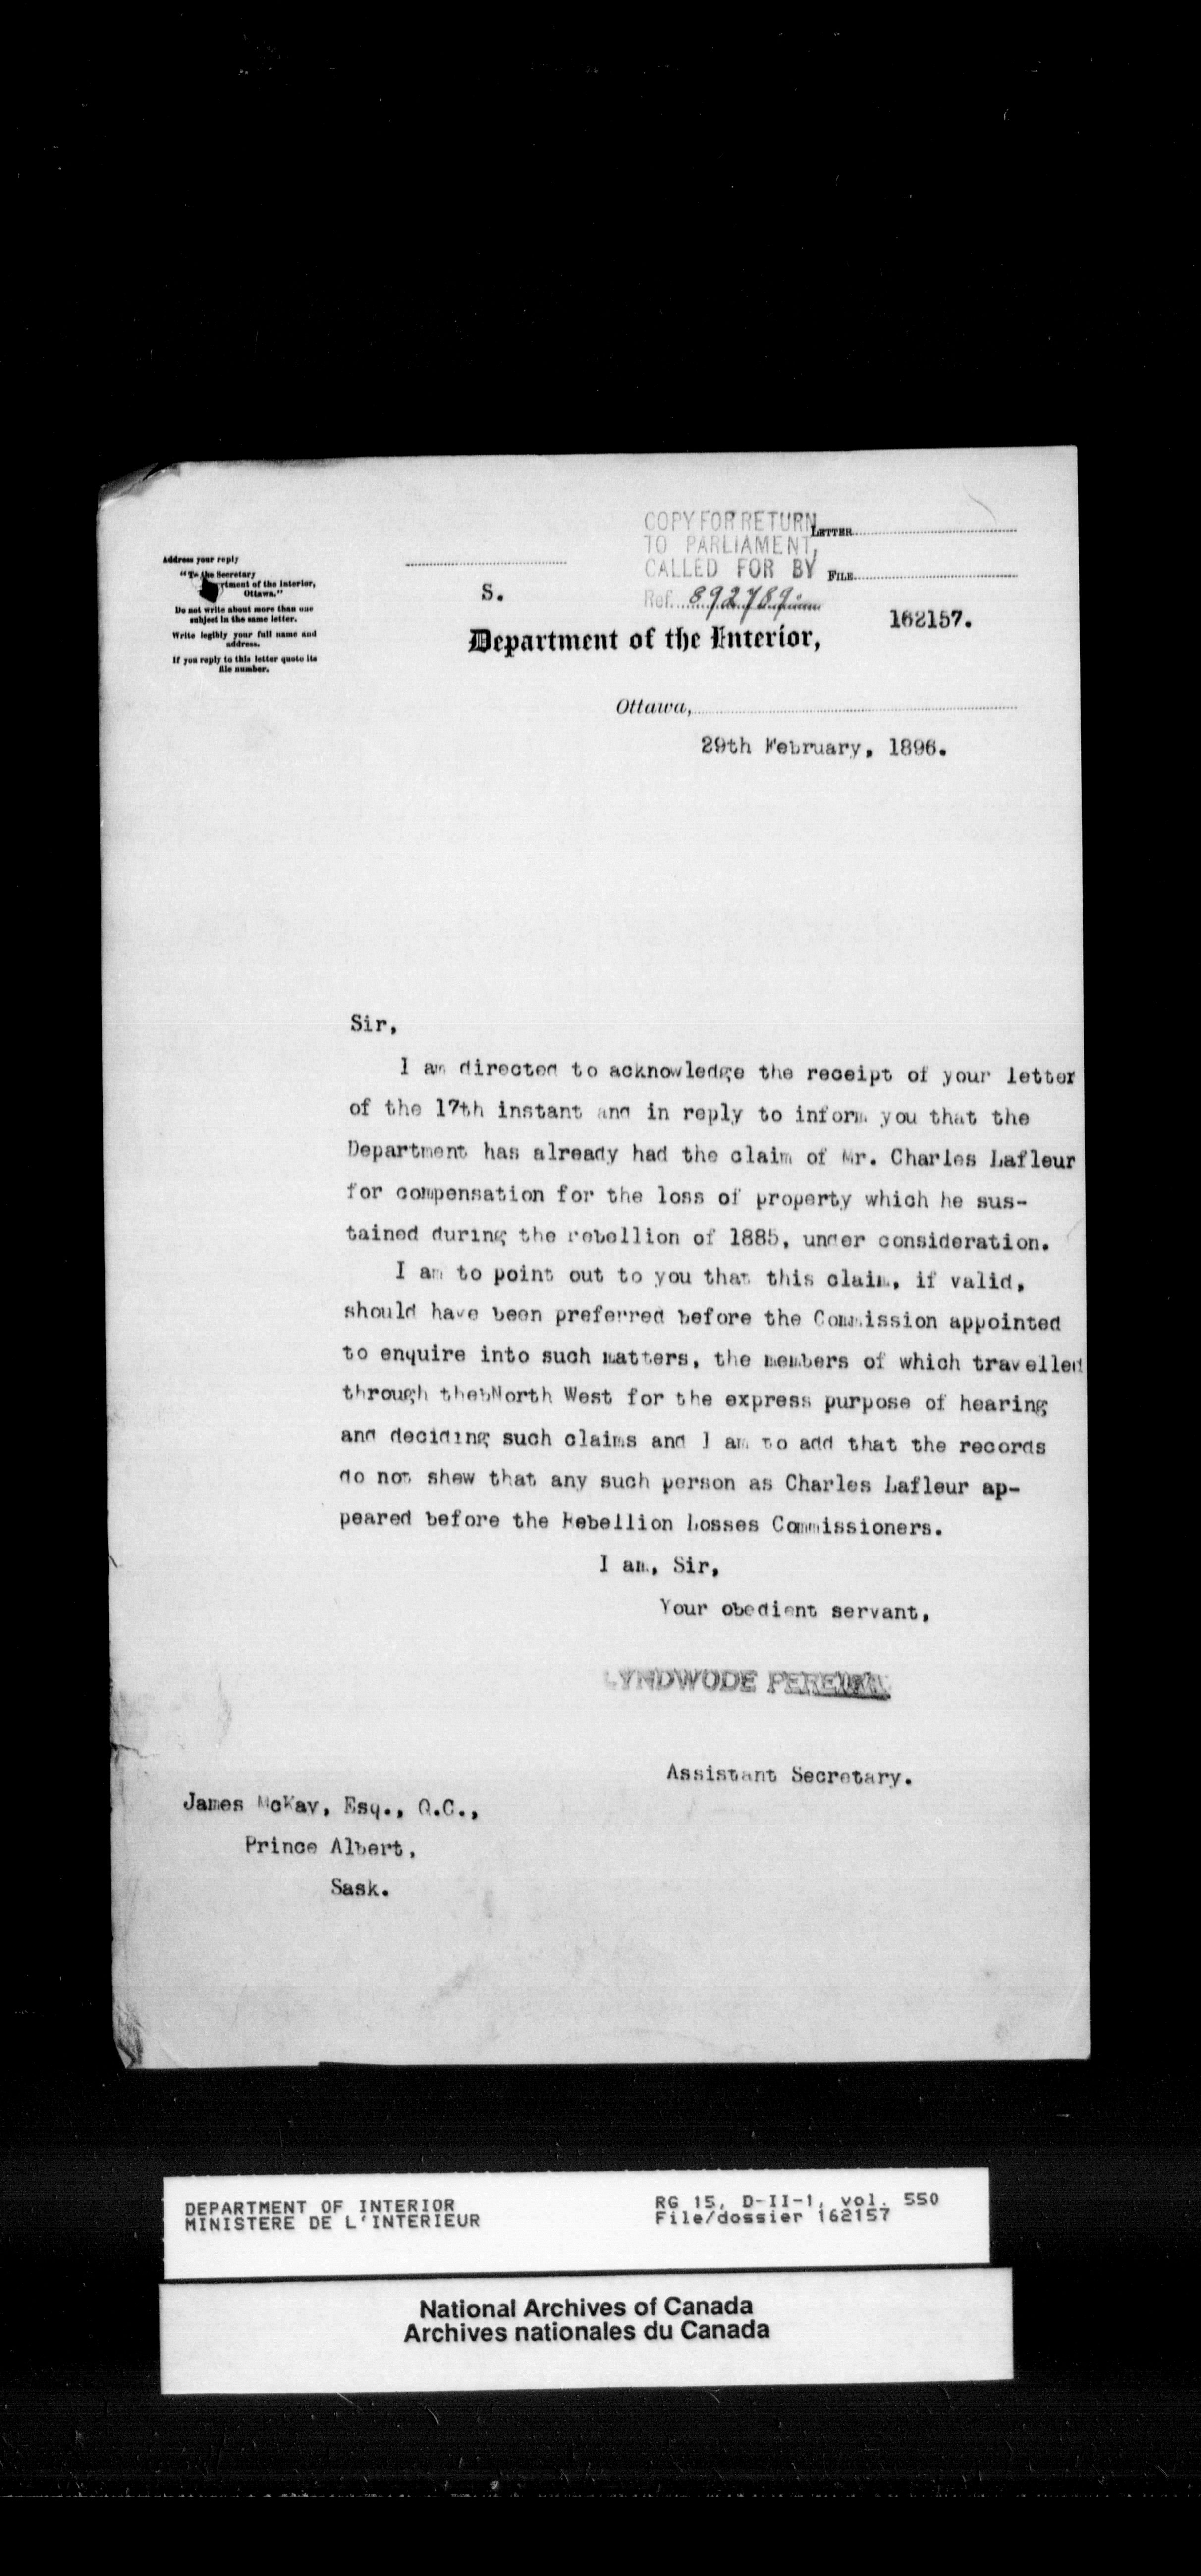 COPY FOR RETURN
TO PARLIAMENT,
CALLED FOR BY
Ref. 892789
LETTER
FILE
162157.
Address your reply
"To the Secretary
rtment of the Interior,
Ottawa."
Do not write about more than one
subject in the same letter.
Write legibly your full name and
address.
If you reply to this letter quote its
file number.
S.
Department of the Interior,
Ottawa,
29th February, 1896.
Sir,
I am directed to acknowledge the receipt of your letter
of the 17th instant and in reply to inform you that the
Department has already had the claim of Mr. Charles Lafleur
for compensation for the loss of property which he sus-
tained during the rebellion of 1885, under consideration.
I am to point out to you that this claim, if valid,
should have been preferred before the Commission appointed
to enquire into such matters, the members of which travelled
through thebNorth West for the express purpose of hearing
and deciding such claims and I am to add that the records
do not shew that any such person as Charles Lafleur ap-
peared before the Rebellion Losses Commissioners.
I am, Sir,
Your obedient servant,
LYNDWODE PEREIRA
Assistant Secretary.
James McKay, Esq., Q.C.,
Prince Albert,
Sask.
DEPARTMENT OF INTERIOR
MINISTERE DE L'INTERIEUR
RG 15, D-II-1, vol. 550
File/dossier 162157
National Archives of Canada
Archives nationales du Canada